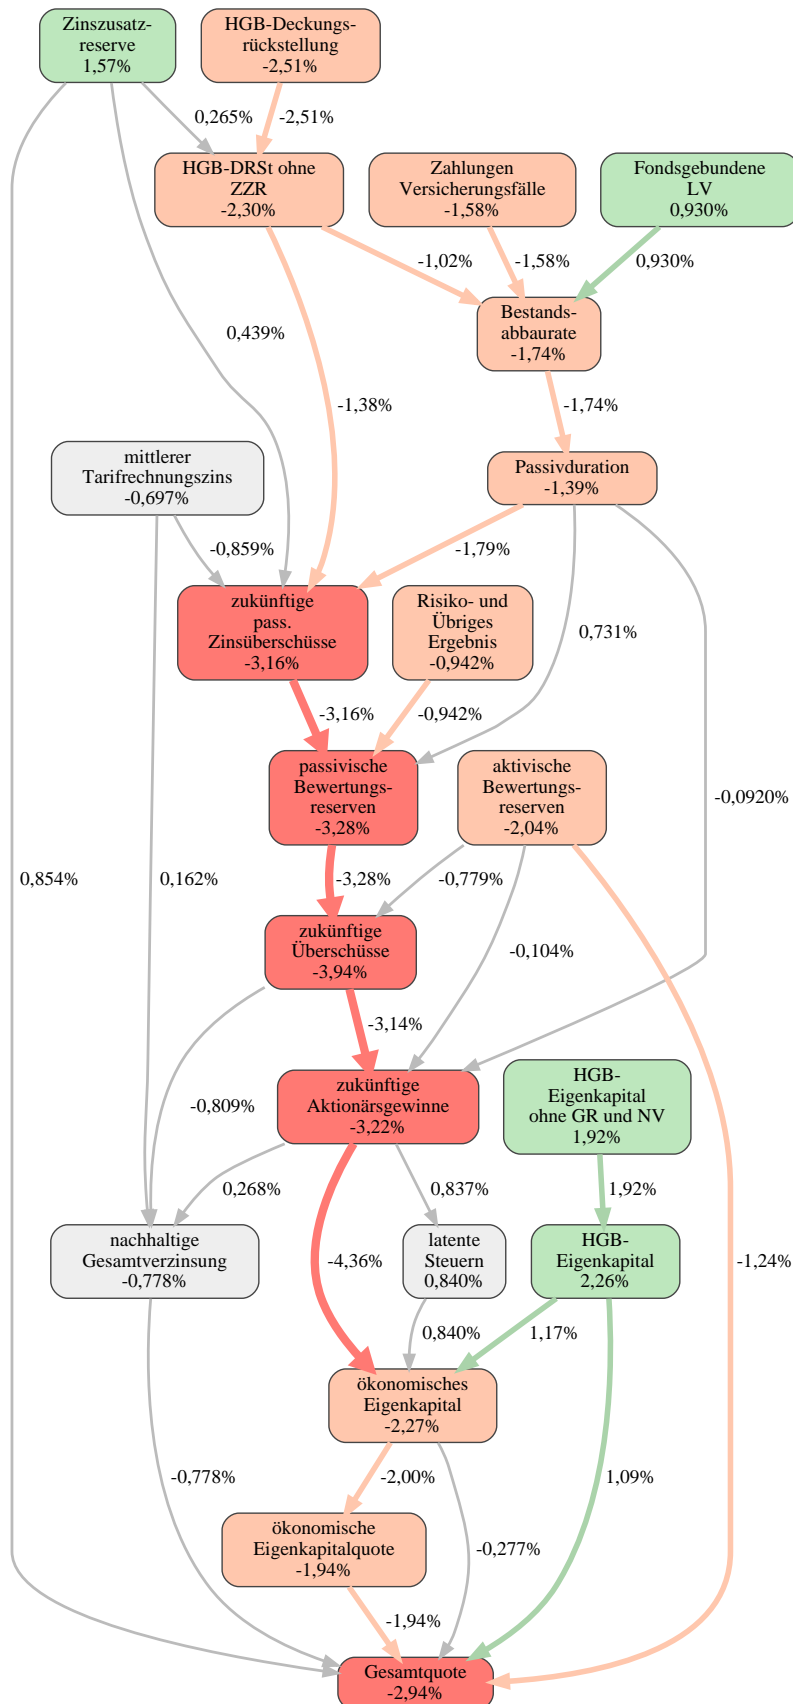 Zinszusatz-
reserve
1,57%
HGB-Deckungs-
rückstellung
-2,51%
0,265%
-2,51%
HGB-DRSt ohne
ZZR
-2,30%
Zahlungen
Versicherungsfälle
-1,58%
Fondsgebundene
LV
0,930%
-1,02%
-1,58%
0,930%
Bestands-
abbaurate
-1,74%
0,439%
-1,38%
-1,74%
mittlerer
Tarifrechnungszins
-0,697%
Passivduration
-1,39%
-0,859%
-1,79%
zukünftige
pass.
Zinsüberschüsse
-3,16%
Risiko- und
Übriges
Ergebnis
-0,942%
0,731%
-3,16%
-0,942%
passivische
Bewertungs-
reserven
-3,28%
aktivische
Bewertungs-
reserven
-2,04%
-0,0920%
0,854%
0,162%
-3,28%
-0,779%
zukünftige
Überschüsse
-3,94%
-0,104%
-3,14%
zukünftige
Aktionärsgewinne
-3,22%
HGB-
Eigenkapital
ohne GR und NV
1,92%
-0,809%
0,268%
0,837%
1,92%
nachhaltige
Gesamtverzinsung
-0,778%
-4,36%
latente
Steuern
0,840%
HGB-
Eigenkapital
2,26%
-1,24%
0,840%
1,17%
ökonomisches
Eigenkapital
-2,27%
-0,778%
-2,00%
1,09%
ökonomische
Eigenkapitalquote
-1,94%
-0,277%
-1,94%
Gesamtquote
-2,94%